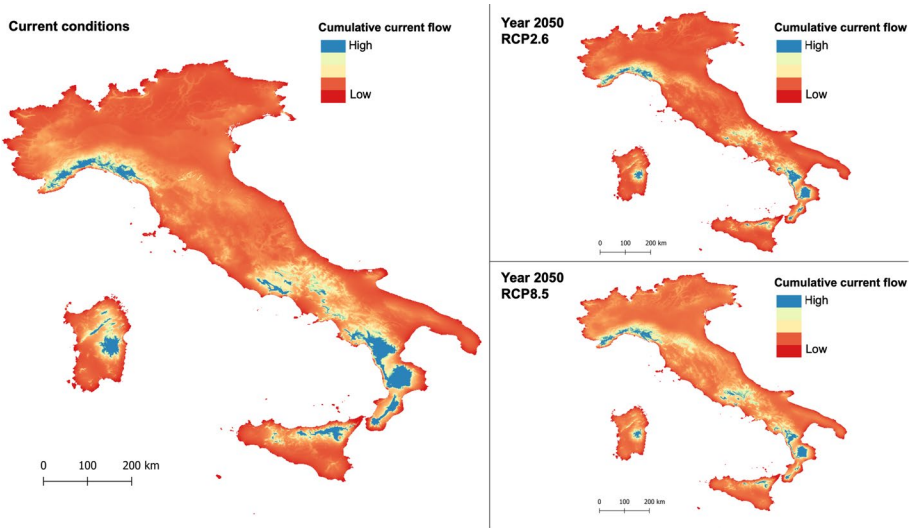 Current conditions
Cumulative current flow
High
Low
0 100 200 km
Year 2050
RCP2.6
Cumulative current flow
High
Low
0 100 200 km
Year 2050
RCP8.5
Cumulative current flow
High
Low
0 100 200 km